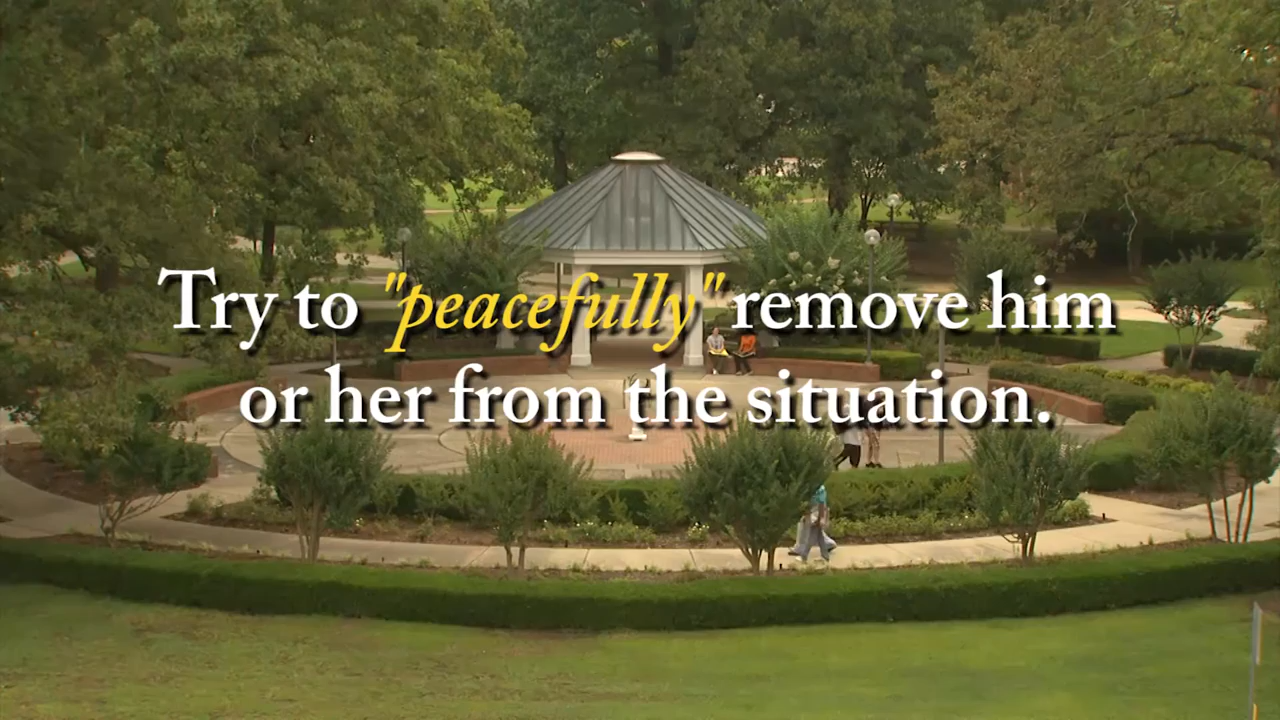 Try to "peacefully" remove him
or her from the situation.